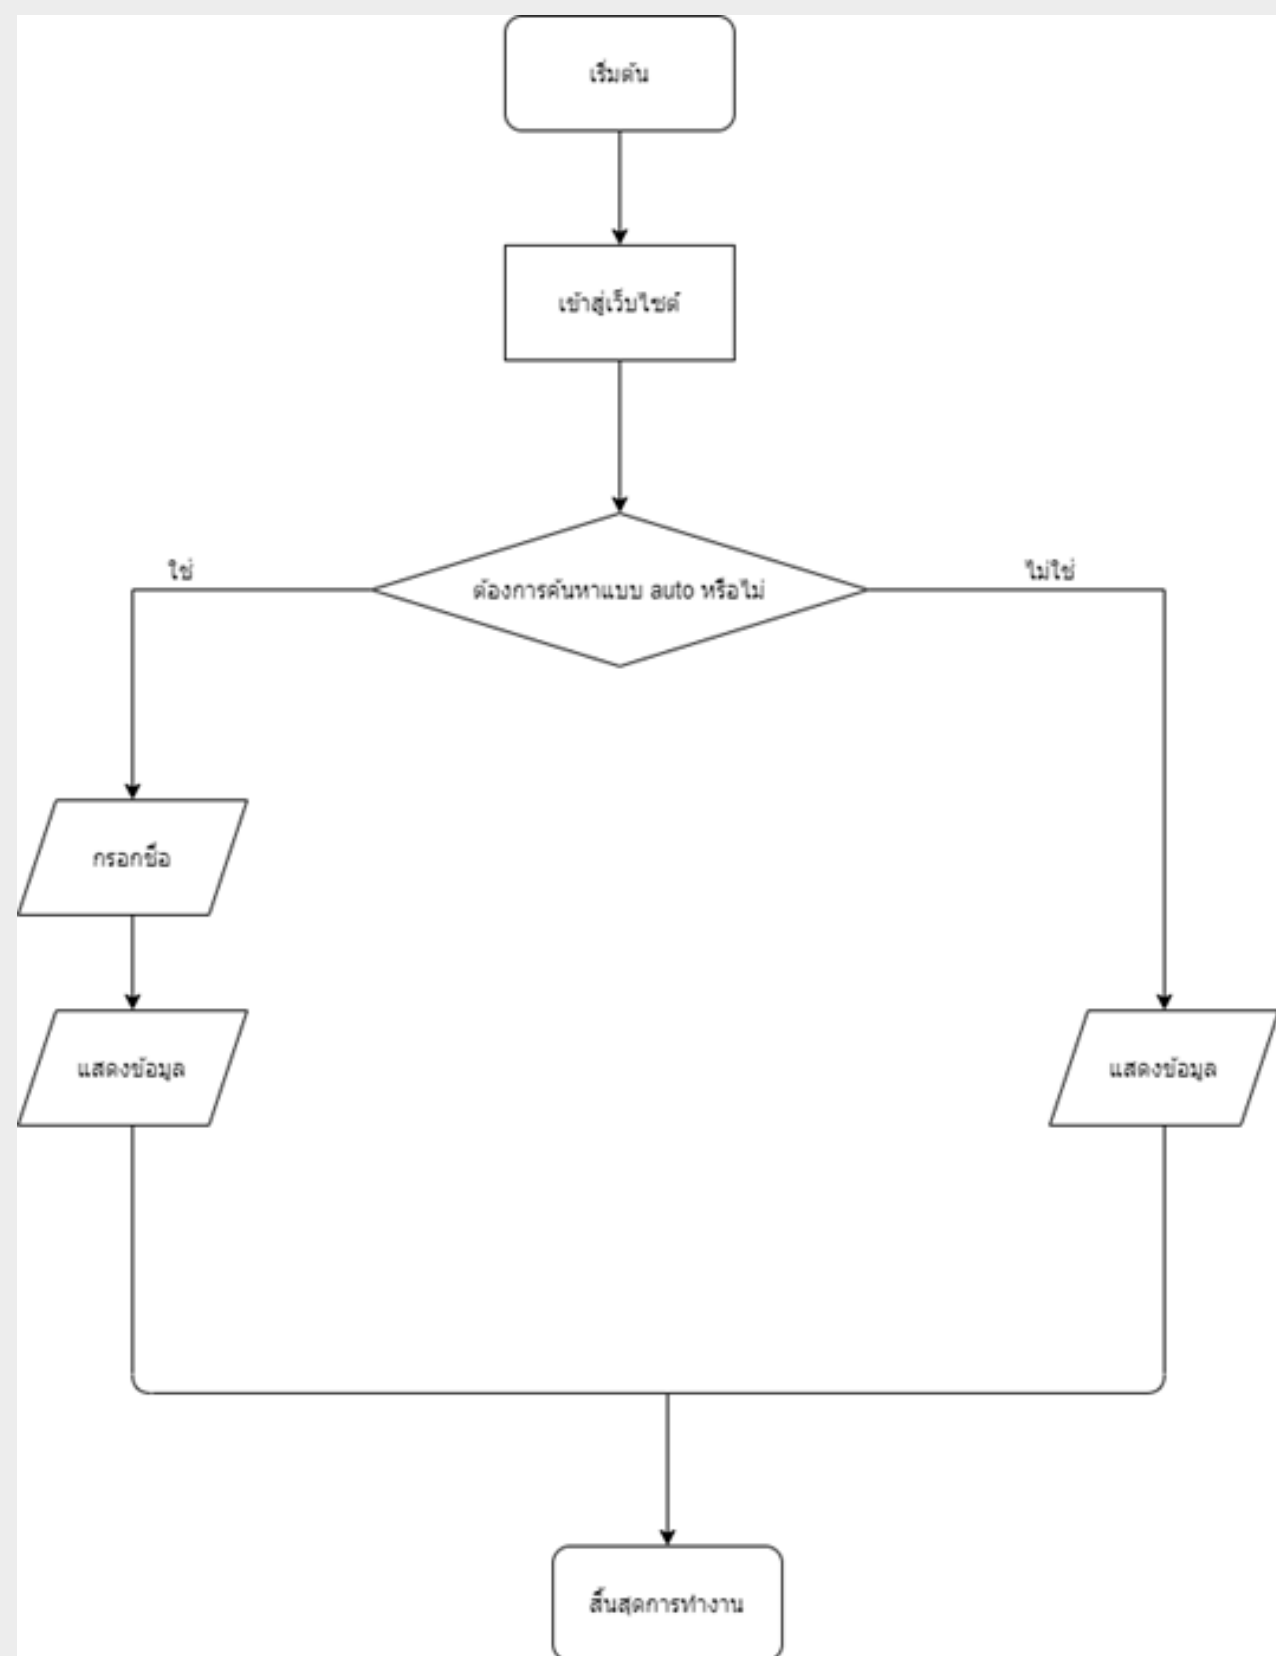 เริ่มต้น
เข้าสู่เว็บไซต์
ต้องการค้นหาแบบ auto หรือไม่
ใช่
ไม่ใช่
กรอกชื่อ
แสดงข้อมูล
แสดงข้อมูล
สิ้นสุดการทำงาน